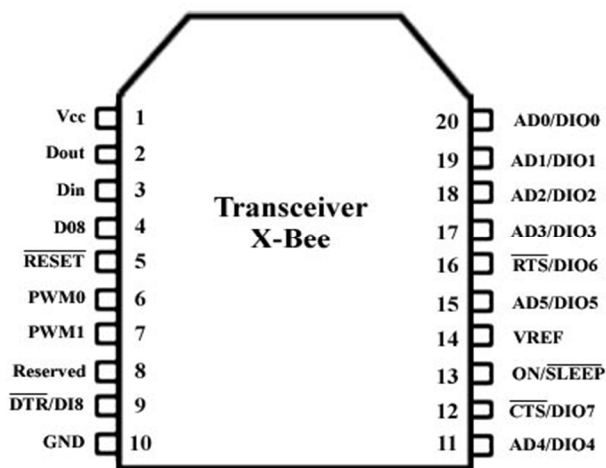 Transceiver
X-Bee
Vcc 1
Dout 2
Din 3
D08 4
RESET 5
PWM0 6
PWM1 7
Reserved 8
DTR/DI8 9
GND 10
20 AD0/DIO0
19 AD1/DIO1
18 AD2/DIO2
17 AD3/DIO3
16 RTS/DIO6
15 AD5/DIO5
14 VREF
13 ON/SLEEP
12 CTS/DIO7
11 AD4/DIO4